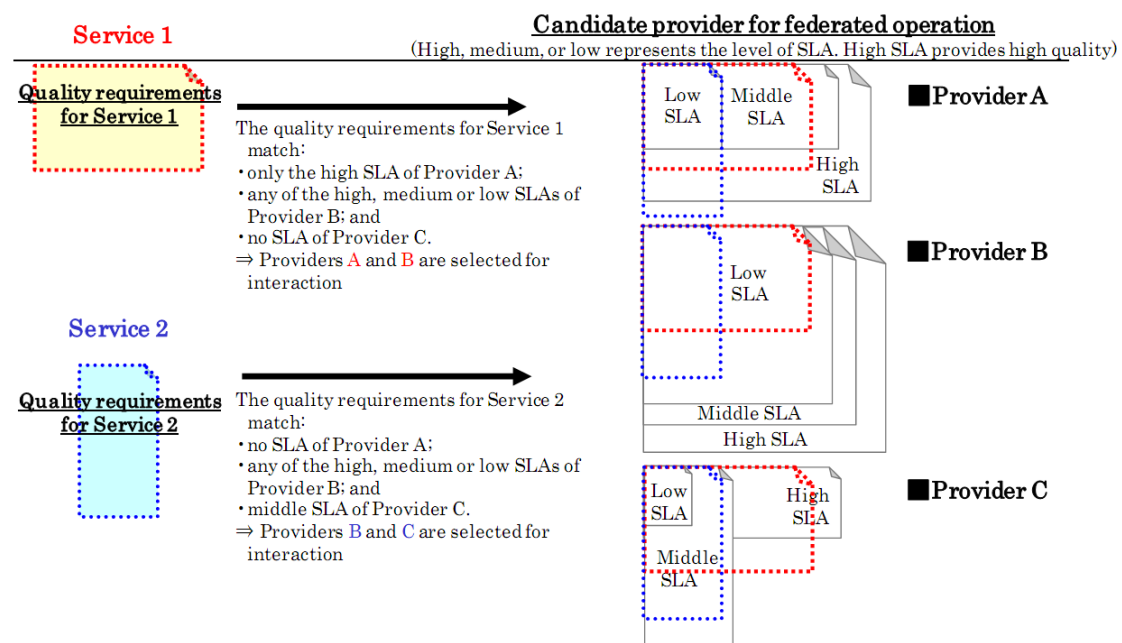 Candidate provider for federated operation
(High, medium, or low represents the level of SLA. High SLA provides high quality)
Service 1
Quality requirements
for Service 1
The quality requirements for Service 1
match:
・only the high SLA of Provider A;
・any of the high, medium or low SLAs of
Provider B; and
・no SLA of Provider C.
⇒ Providers A and B are selected for
interaction
Low
SLA
Middle
SLA
High
SLA
■Provider A
Low
SLA
Middle SLA
High SLA
■Provider B
Service 2
Quality requirements
for Service 2
The quality requirements for Service 2
match:
・no SLA of Provider A;
・any of the high, medium or low SLAs of
Provider B; and
・middle SLA of Provider C.
⇒ Providers B and C are selected for
interaction
Low
SLA
High
SLA
Middle
SLA
■Provider C